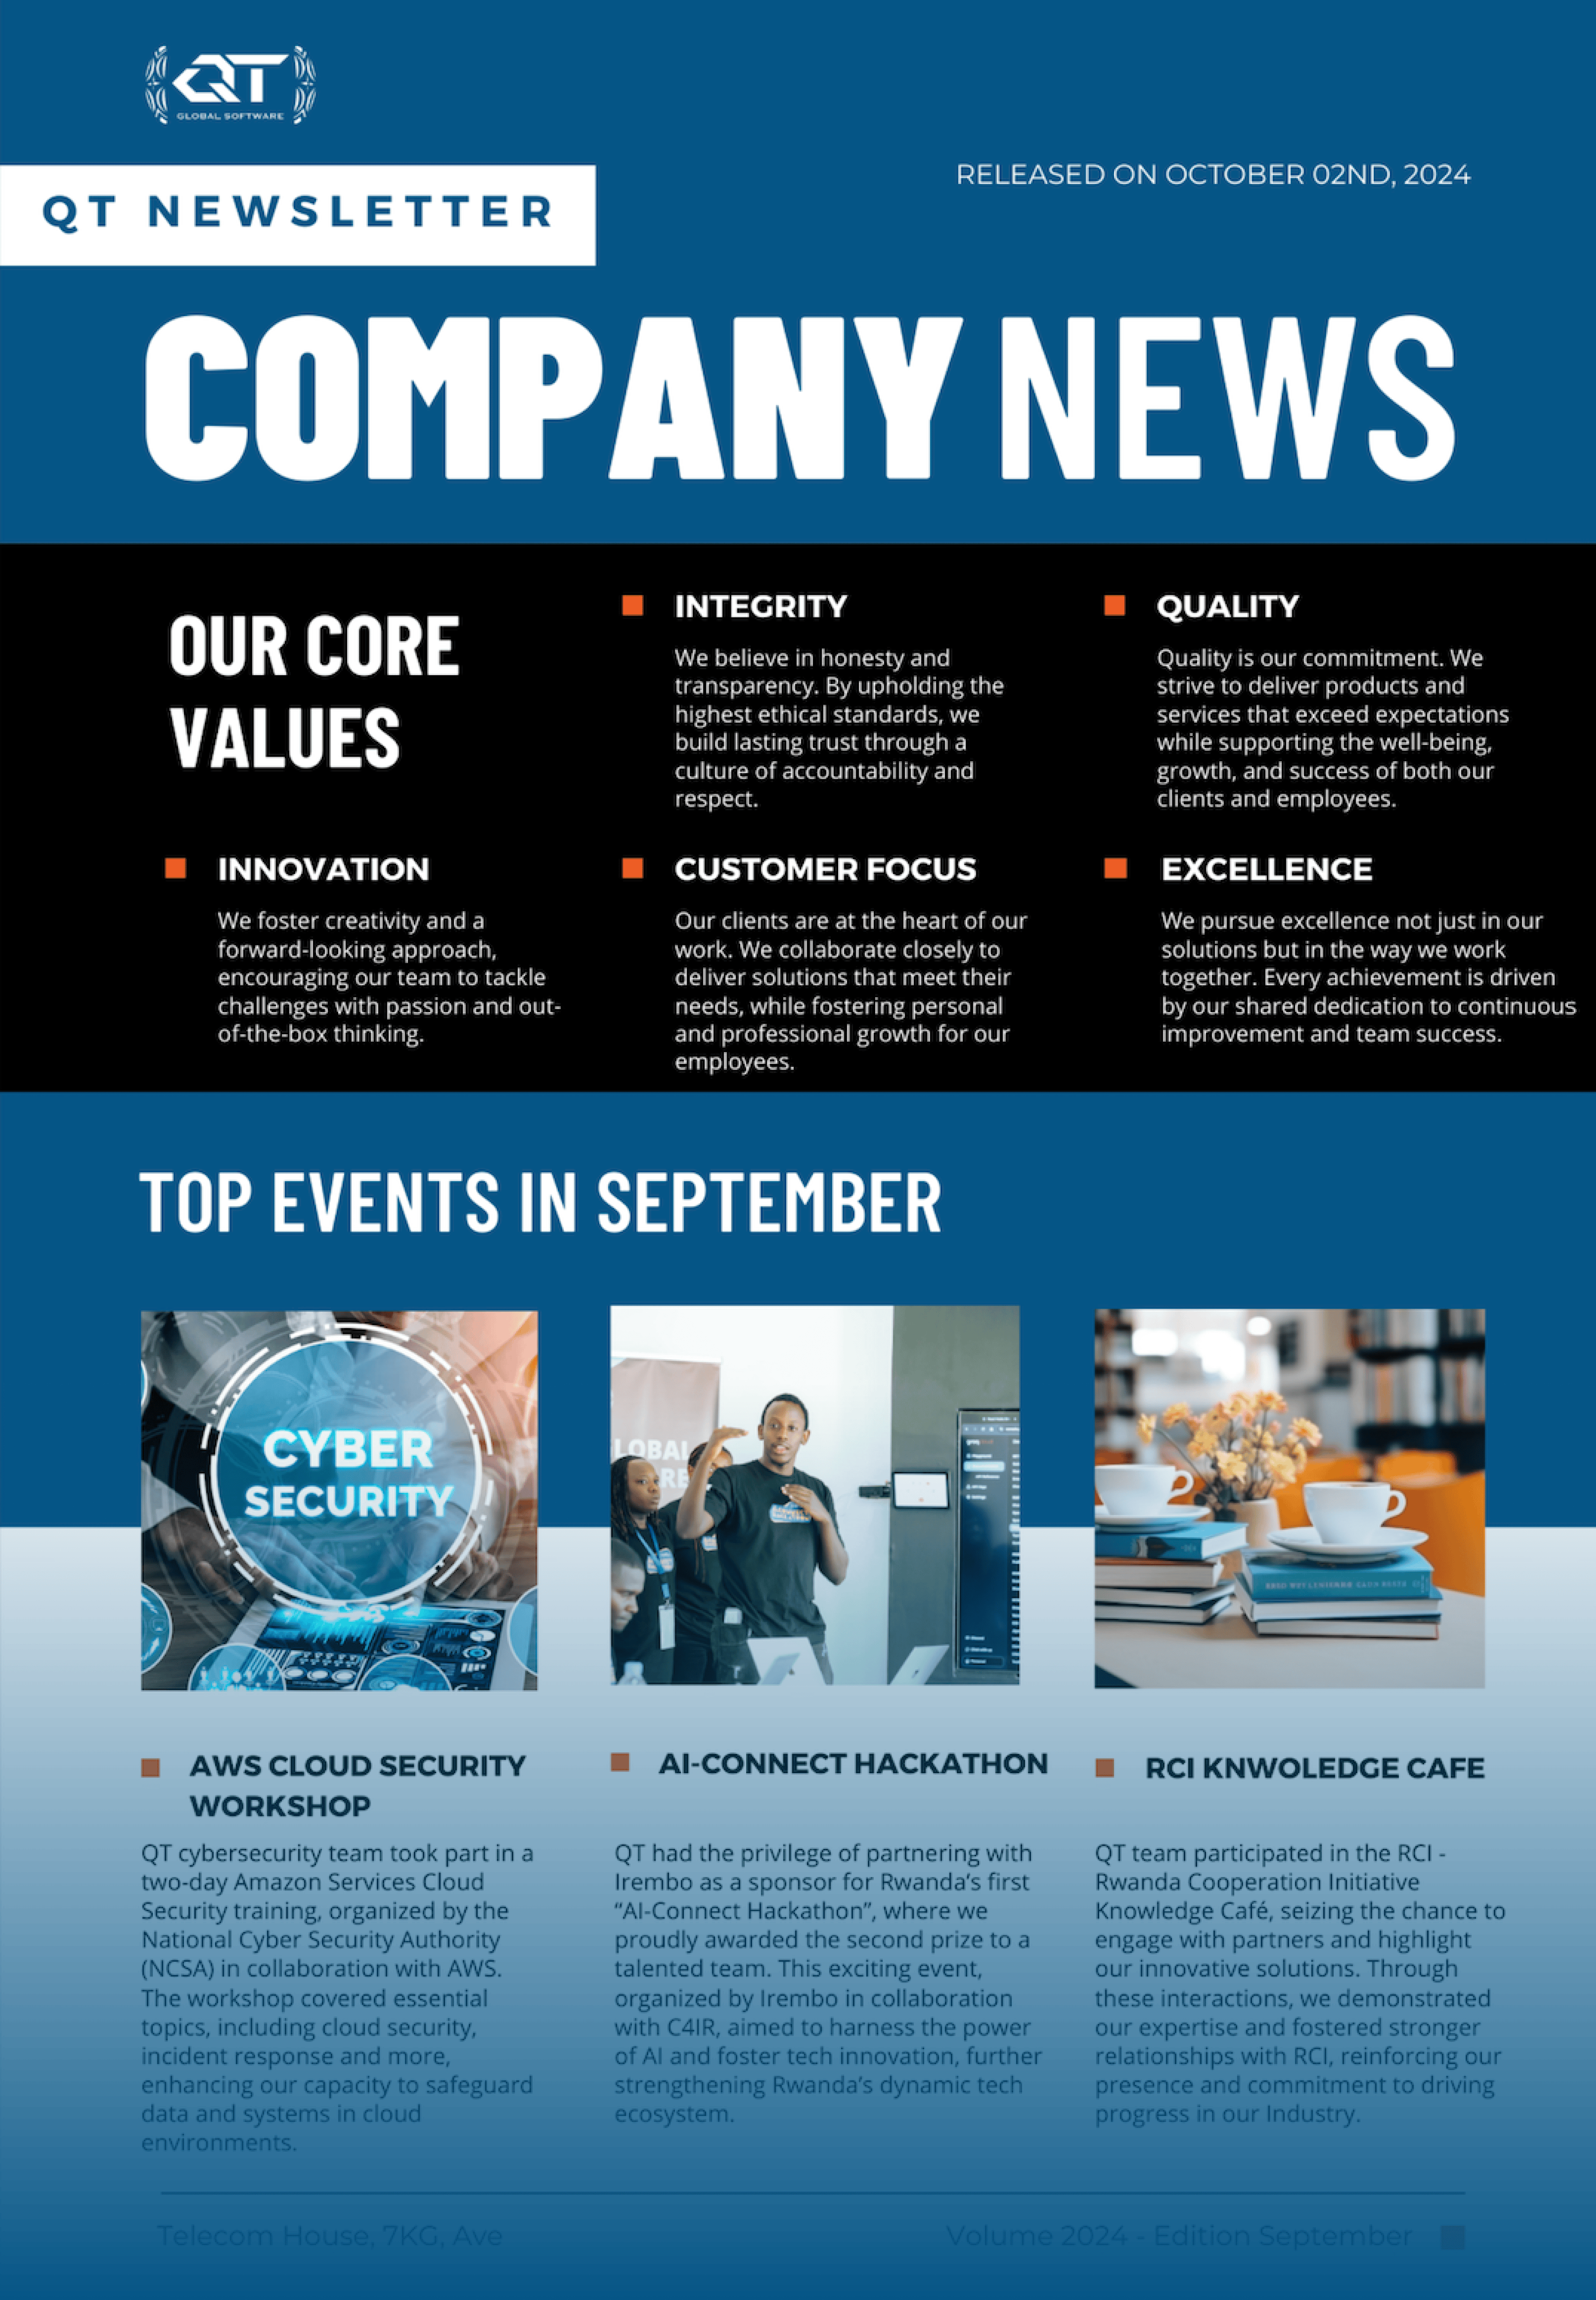 QT
GLOBAL SOFTWARE
QT NEWSLETTER
RELEASED ON OCTOBER 02ND, 2024
COMPANY NEWS
OUR CORE
VALUES
INTEGRITY
We believe in honesty and
transparency. By upholding the
highest ethical standards, we
build lasting trust through a
culture of accountability and
respect.
QUALITY
Quality is our commitment. We
strive to deliver products and
services that exceed expectations
while supporting the well-being,
growth, and success of both our
clients and employees.
INNOVATION
We foster creativity and a
forward-looking approach,
encouraging our team to tackle
challenges with passion and out-
of-the-box thinking.
CUSTOMER FOCUS
Our clients are at the heart of our
work. We collaborate closely to
deliver solutions that meet their
needs, while fostering personal
and professional growth for our
employees.
EXCELLENCE
We pursue excellence not just in our
solutions but in the way we work
together. Every achievement is driven
by our shared dedication to continuous
improvement and team success.
TOP EVENTS IN SEPTEMBER
CYBER
SECURITY
AWS CLOUD SECURITY
WORKSHOP
QT cybersecurity team took part in a
two-day Amazon Services Cloud
Security training, organized by the
National Cyber Security Authority
(NCSA) in collaboration with AWS.
The workshop covered essential
topics, including cloud security,
incident response and more,
enhancing our capacity to safeguard
data and systems in cloud
environments.
AI-CONNECT HACKATHON
QT had the privilege of partnering with
Irembo as a sponsor for Rwanda’s first
“AI-Connect Hackathon”, where we
proudly awarded the second prize to a
talented team. This exciting event,
organized by Irembo in collaboration
with C4IR, aimed to harness the power
of AI and foster tech innovation, further
strengthening Rwanda’s dynamic tech
ecosystem.
RCI KNWOLEDGE CAFE
QT team participated in the RCI -
Rwanda Cooperation Initiative
Knowledge Café, seizing the chance to
engage with partners and highlight
our innovative solutions. Through
these interactions, we demonstrated
our expertise and fostered stronger
relationships with RCI, reinforcing our
presence and commitment to driving
progress in our Industry.
Telecom House, 7KG, Ave
Volume 2024 - Edition September